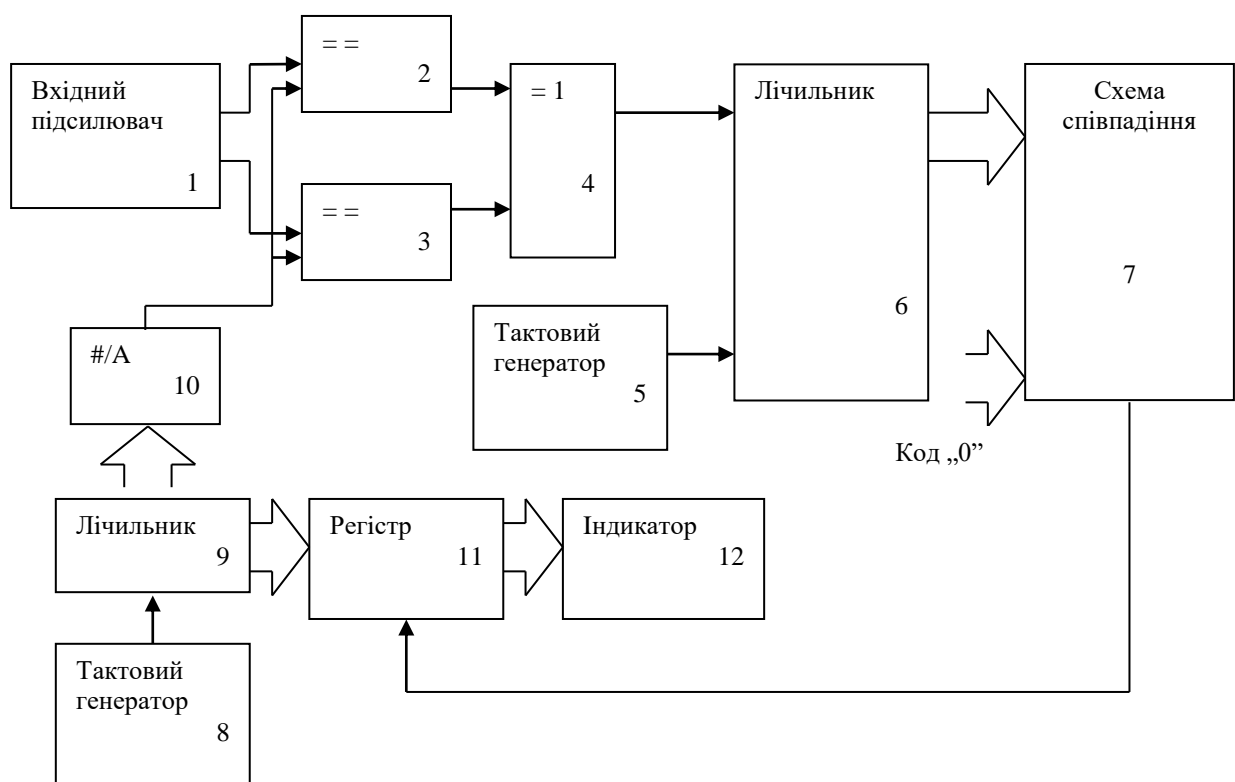 Вхідний
підсилювач
1
= =
2
= =
3
= 1
4
Лічильник
6
Схема
співпадіння
7
Тактовий
генератор
5
Код „0”
#/А
10
Лічильник
9
Регістр
11
Індикатор
12
Тактовий
генератор
8